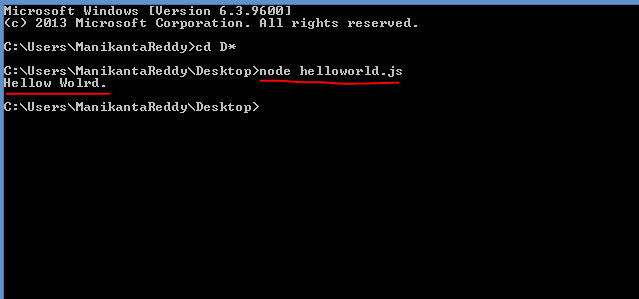 Microsoft Windows [Version 6.3.9600]
(c) 2013 Microsoft Corporation. All rights reserved.
C:\Users\ManikantaReddy>cd D*
C:\Users\ManikantaReddy\Desktop>node helloworld.js
Hellow Wolrd.
C:\Users\ManikantaReddy\Desktop>